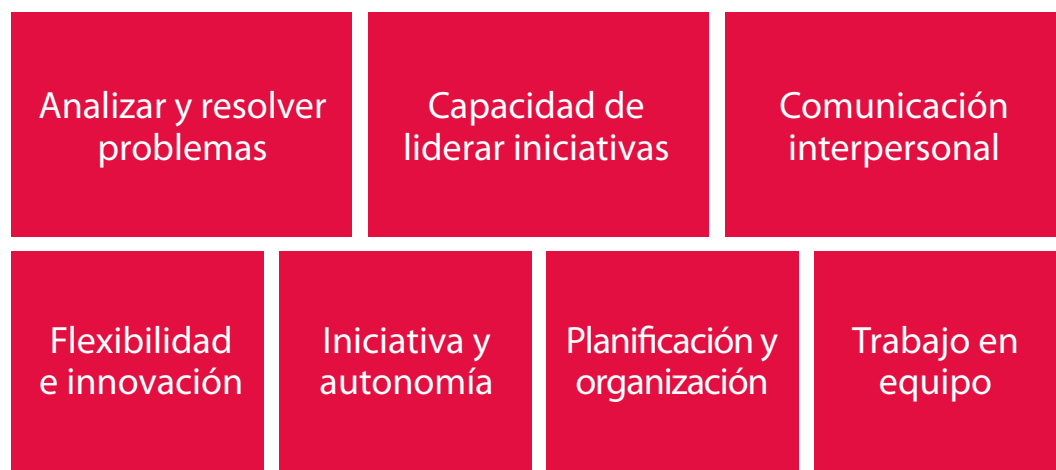 Analizar y resolver
problemas
Capacidad de
liderar iniciativas
Comunicación
interpersonal
Flexibilidad
e innovación
Iniciativa y
autonomía
Planificación y
organización
Trabajo en
equipo